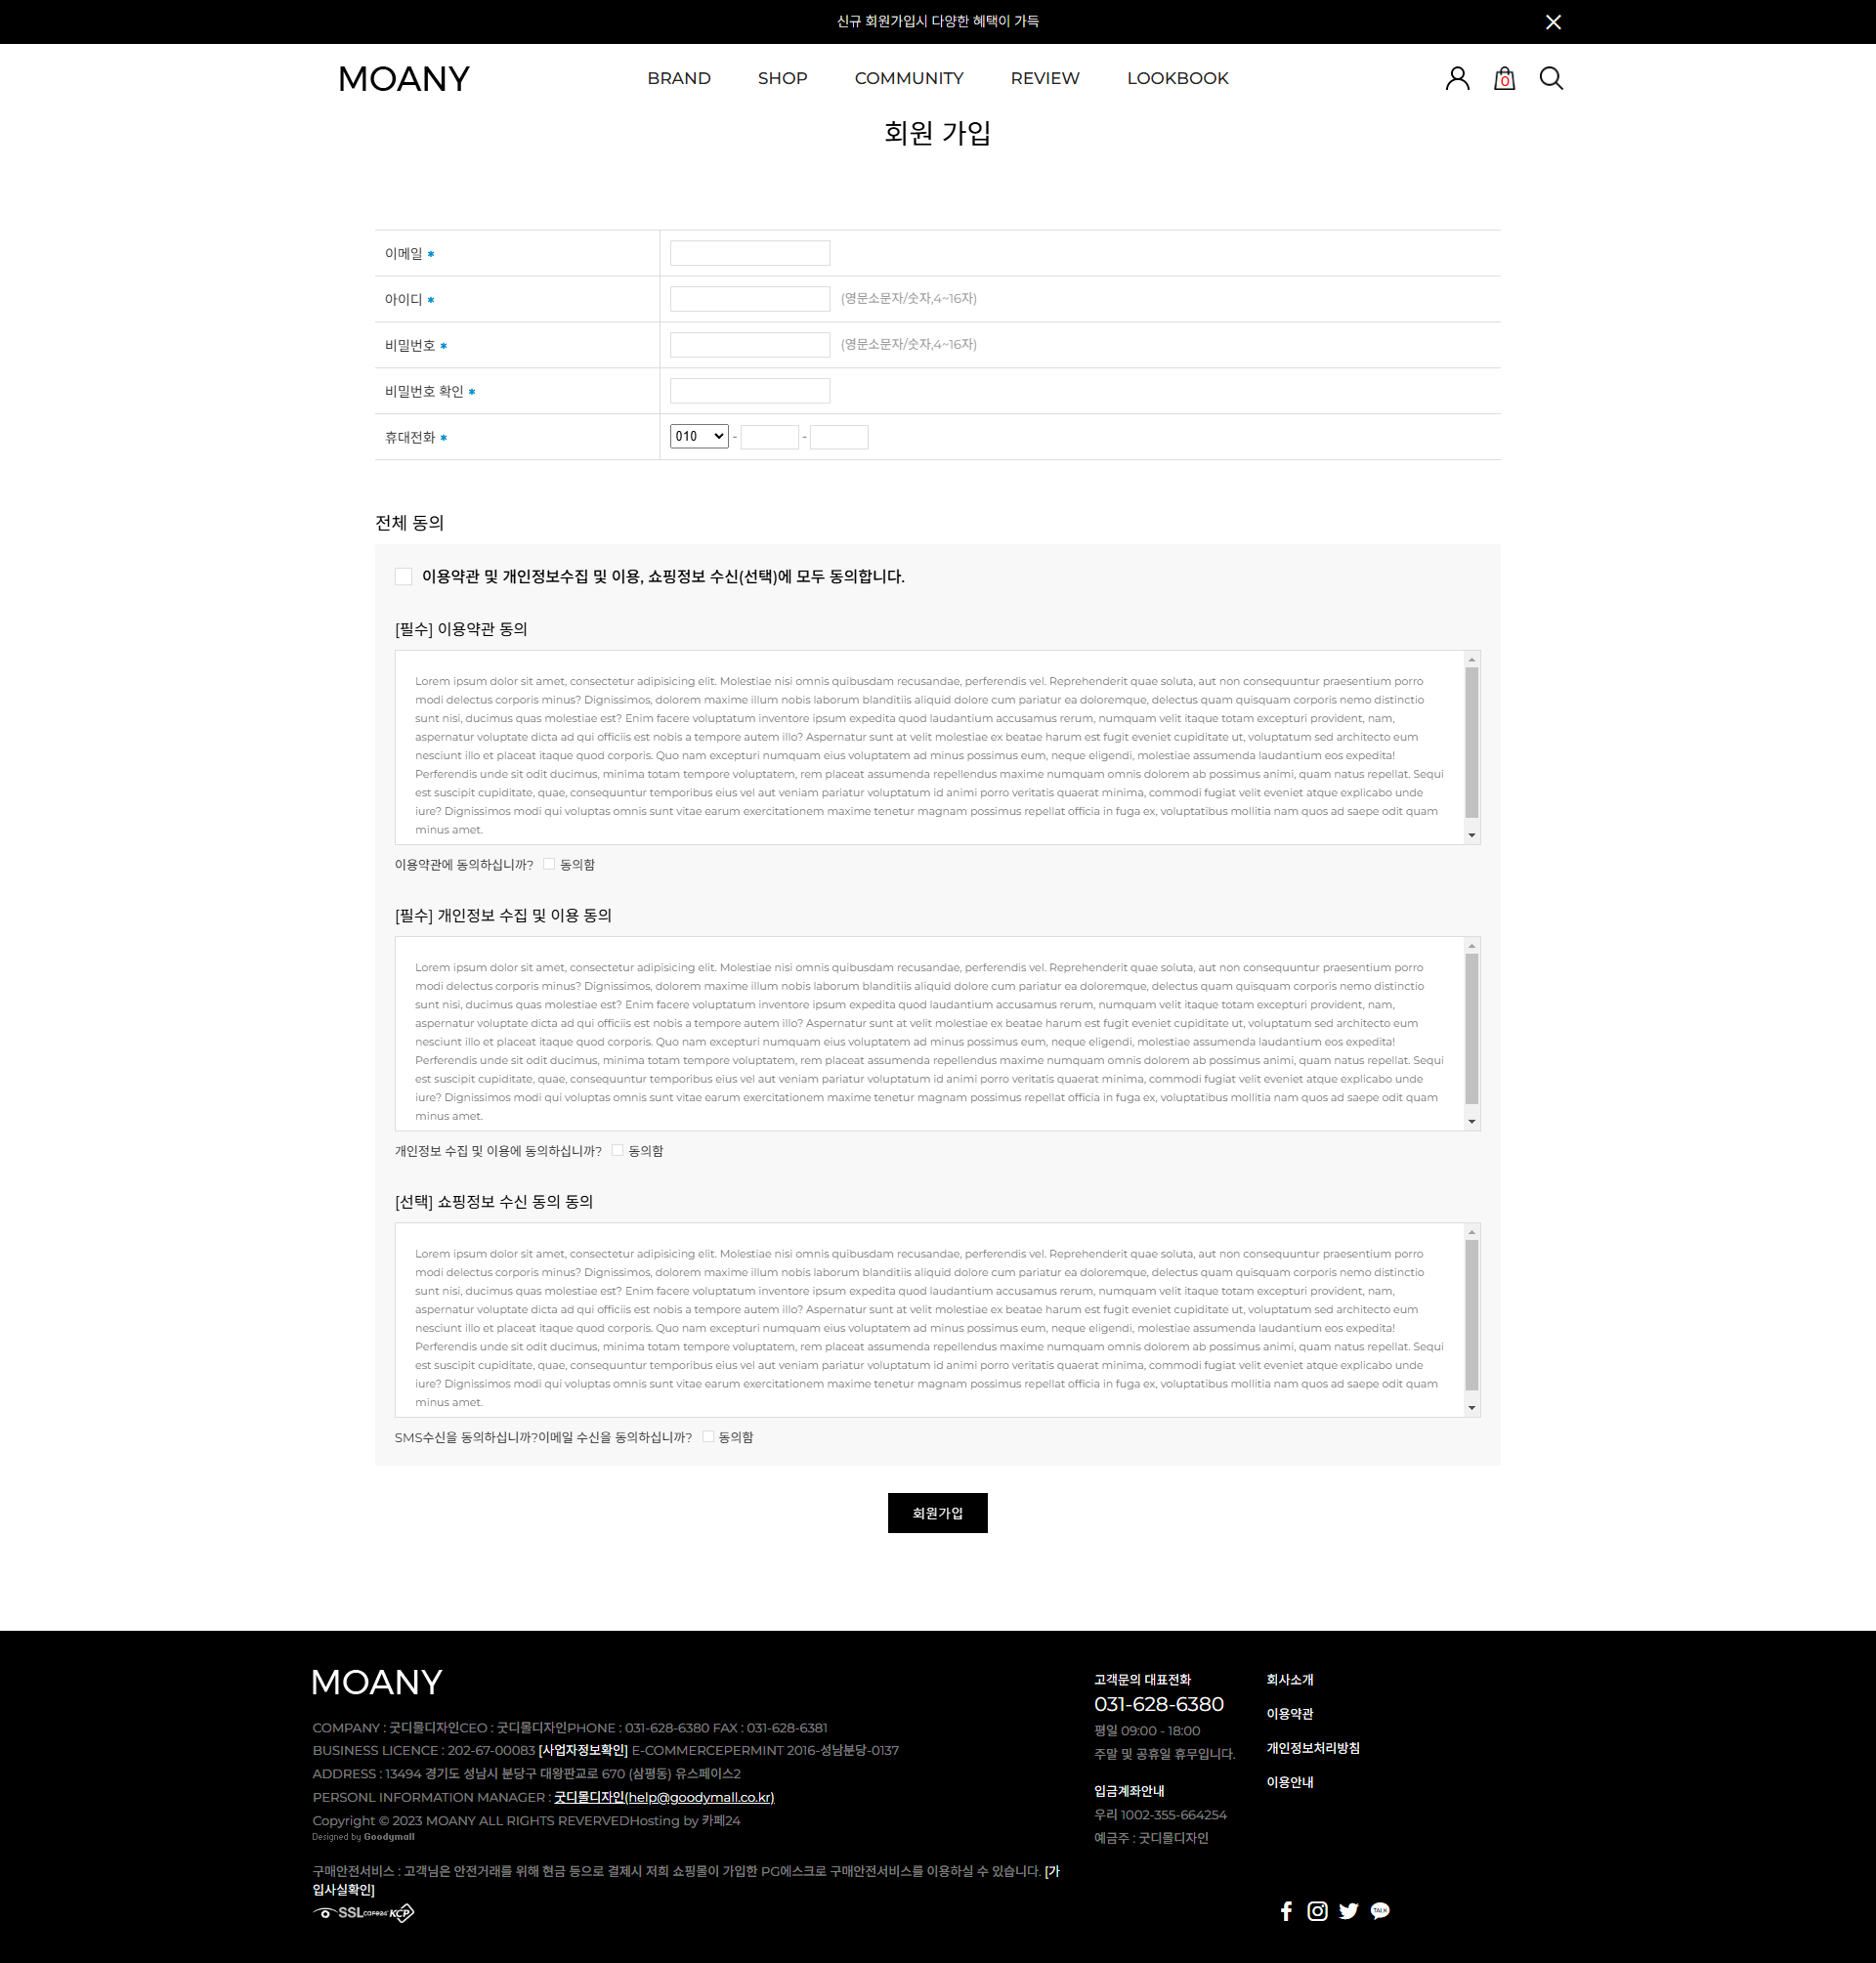 신규 회원가입시 다양한 혜택이 가득
MOANY
BRAND SHOP COMMUNITY REVIEW LOOKBOOK
0
회원 가입
이메일 *
아이디 * (영문소문자/숫자,4~16자)
비밀번호 * (영문소문자/숫자,4~16자)
비밀번호 확인 *
휴대전화 * 010 - -
전체 동의
이용약관 및 개인정보수집 및 이용, 쇼핑정보 수신(선택)에 모두 동의합니다.
[필수] 이용약관 동의
Lorem ipsum dolor sit amet, consectetur adipisicing elit. Molestiae nisi omnis quibusdam recusandae, perferendis vel. Reprehenderit quae soluta, aut non consequuntur praesentium porro
modi delectus corporis minus? Dignissimos, dolorem maxime illum nobis laborum blanditiis aliquid dolore cum pariatur ea doloremque, delectus quam quisquam corporis nemo distinctio
sunt nisi, ducimus quas molestiae est? Enim facere voluptatum inventore ipsum expedita quod laudantium accusamus rerum, numquam velit itaque totam excepturi provident, nam,
aspernatur voluptate dicta ad qui officiis est nobis a tempore autem illo? Aspernatur sunt at velit molestiae ex beatae harum est fugit eveniet cupiditate ut, voluptatum sed architecto eum
nesciunt illo et placeat itaque quod corporis. Quo nam excepturi numquam eius voluptatem ad minus possimus eum, neque eligendi, molestiae assumenda laudantium eos expedita!
Perferendis unde sit odit ducimus, minima totam tempore voluptatem, rem placeat assumenda repellendus maxime numquam omnis dolorem ab possimus animi, quam natus repellat. Sequi
est suscipit cupiditate, quae, consequuntur temporibus eius vel aut veniam pariatur voluptatum id animi porro veritatis quaerat minima, commodi fugiat velit eveniet atque explicabo unde
iure? Dignissimos modi qui voluptas omnis sunt vitae earum exercitationem maxime tenetur magnam possimus repellat officia in fuga ex, voluptatibus mollitia nam quos ad saepe odit quam
minus amet.
이용약관에 동의하십니까? 동의함
[필수] 개인정보 수집 및 이용 동의
Lorem ipsum dolor sit amet, consectetur adipisicing elit. Molestiae nisi omnis quibusdam recusandae, perferendis vel. Reprehenderit quae soluta, aut non consequuntur praesentium porro
modi delectus corporis minus? Dignissimos, dolorem maxime illum nobis laborum blanditiis aliquid dolore cum pariatur ea doloremque, delectus quam quisquam corporis nemo distinctio
sunt nisi, ducimus quas molestiae est? Enim facere voluptatum inventore ipsum expedita quod laudantium accusamus rerum, numquam velit itaque totam excepturi provident, nam,
aspernatur voluptate dicta ad qui officiis est nobis a tempore autem illo? Aspernatur sunt at velit molestiae ex beatae harum est fugit eveniet cupiditate ut, voluptatum sed architecto eum
nesciunt illo et placeat itaque quod corporis. Quo nam excepturi numquam eius voluptatem ad minus possimus eum, neque eligendi, molestiae assumenda laudantium eos expedita!
Perferendis unde sit odit ducimus, minima totam tempore voluptatem, rem placeat assumenda repellendus maxime numquam omnis dolorem ab possimus animi, quam natus repellat. Sequi
est suscipit cupiditate, quae, consequuntur temporibus eius vel aut veniam pariatur voluptatum id animi porro veritatis quaerat minima, commodi fugiat velit eveniet atque explicabo unde
iure? Dignissimos modi qui voluptas omnis sunt vitae earum exercitationem maxime tenetur magnam possimus repellat officia in fuga ex, voluptatibus mollitia nam quos ad saepe odit quam
minus amet.
개인정보 수집 및 이용에 동의하십니까? 동의함
[선택] 쇼핑정보 수신 동의 동의
Lorem ipsum dolor sit amet, consectetur adipisicing elit. Molestiae nisi omnis quibusdam recusandae, perferendis vel. Reprehenderit quae soluta, aut non consequuntur praesentium porro
modi delectus corporis minus? Dignissimos, dolorem maxime illum nobis laborum blanditiis aliquid dolore cum pariatur ea doloremque, delectus quam quisquam corporis nemo distinctio
sunt nisi, ducimus quas molestiae est? Enim facere voluptatum inventore ipsum expedita quod laudantium accusamus rerum, numquam velit itaque totam excepturi provident, nam,
aspernatur voluptate dicta ad qui officiis est nobis a tempore autem illo? Aspernatur sunt at velit molestiae ex beatae harum est fugit eveniet cupiditate ut, voluptatum sed architecto eum
nesciunt illo et placeat itaque quod corporis. Quo nam excepturi numquam eius voluptatem ad minus possimus eum, neque eligendi, molestiae assumenda laudantium eos expedita!
Perferendis unde sit odit ducimus, minima totam tempore voluptatem, rem placeat assumenda repellendus maxime numquam omnis dolorem ab possimus animi, quam natus repellat. Sequi
est suscipit cupiditate, quae, consequuntur temporibus eius vel aut veniam pariatur voluptatum id animi porro veritatis quaerat minima, commodi fugiat velit eveniet atque explicabo unde
iure? Dignissimos modi qui voluptas omnis sunt vitae earum exercitationem maxime tenetur magnam possimus repellat officia in fuga ex, voluptatibus mollitia nam quos ad saepe odit quam
minus amet.
SMS수신을 동의하십니까?이메일 수신을 동의하십니까? 동의함
회원가입
MOANY
COMPANY : 굿디몰디자인CEO : 굿디몰디자인PHONE : 031-628-6380 FAX : 031-628-6381
BUSINESS LICENCE : 202-67-00083 [사업자정보확인] E-COMMERCEPERMINT 2016-성남분당-0137
ADDRESS : 13494 경기도 성남시 분당구 대왕판교로 670 (삼평동) 유스페이스2
PERSONL INFORMATION MANAGER : 굿디몰디자인(help@goodymall.co.kr)
Copyright © 2023 MOANY ALL RIGHTS REVERVEDHosting by 카페24
Designed by Goodymall
구매안전서비스 : 고객님은 안전거래를 위해 현금 등으로 결제시 저희 쇼핑몰이 가입한 PG에스크로 구매안전서비스를 이용하실 수 있습니다. [가
입사실확인]
SSL cafe24 KCP
고객문의 대표전화
031-628-6380
평일 09:00 - 18:00
주말 및 공휴일 휴무입니다.
입금계좌안내
우리 1002-355-664254
예금주 : 굿디몰디자인
회사소개
이용약관
개인정보처리방침
이용안내
TALK